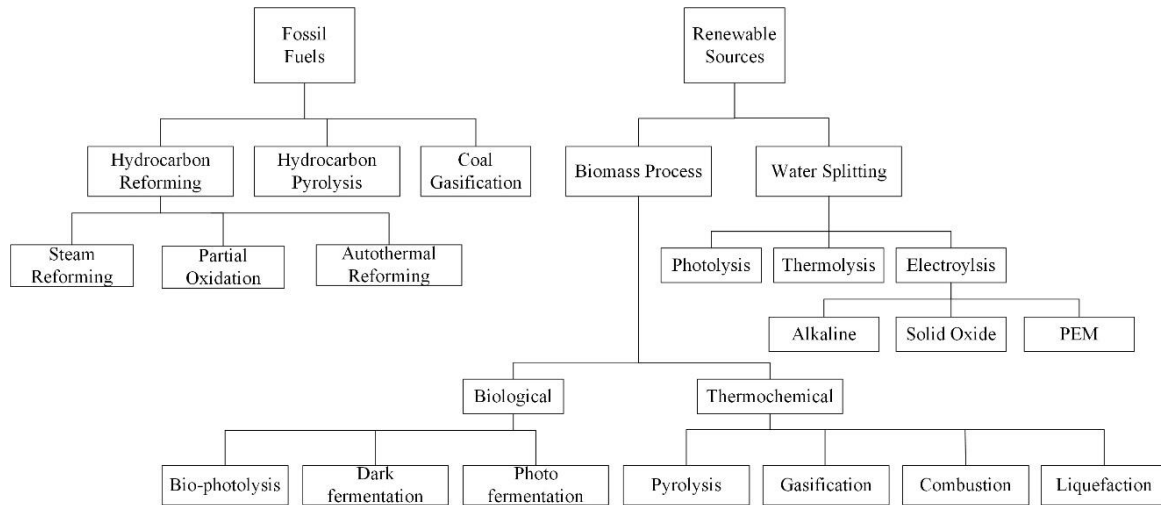 Fossil
Fuels
Renewable
Sources
Hydrocarbon
Reforming
Hydrocarbon
Pyrolysis
Coal
Gasification
Biomass Process
Water Splitting
Steam
Reforming
Partial
Oxidation
Autothermal
Reforming
Photolysis
Thermolysis
Electroylsis
Alkaline
Solid Oxide
PEM
Biological
Thermochemical
Bio-photolysis
Dark
fermentation
Photo
fermentation
Pyrolysis
Gasification
Combustion
Liquefaction